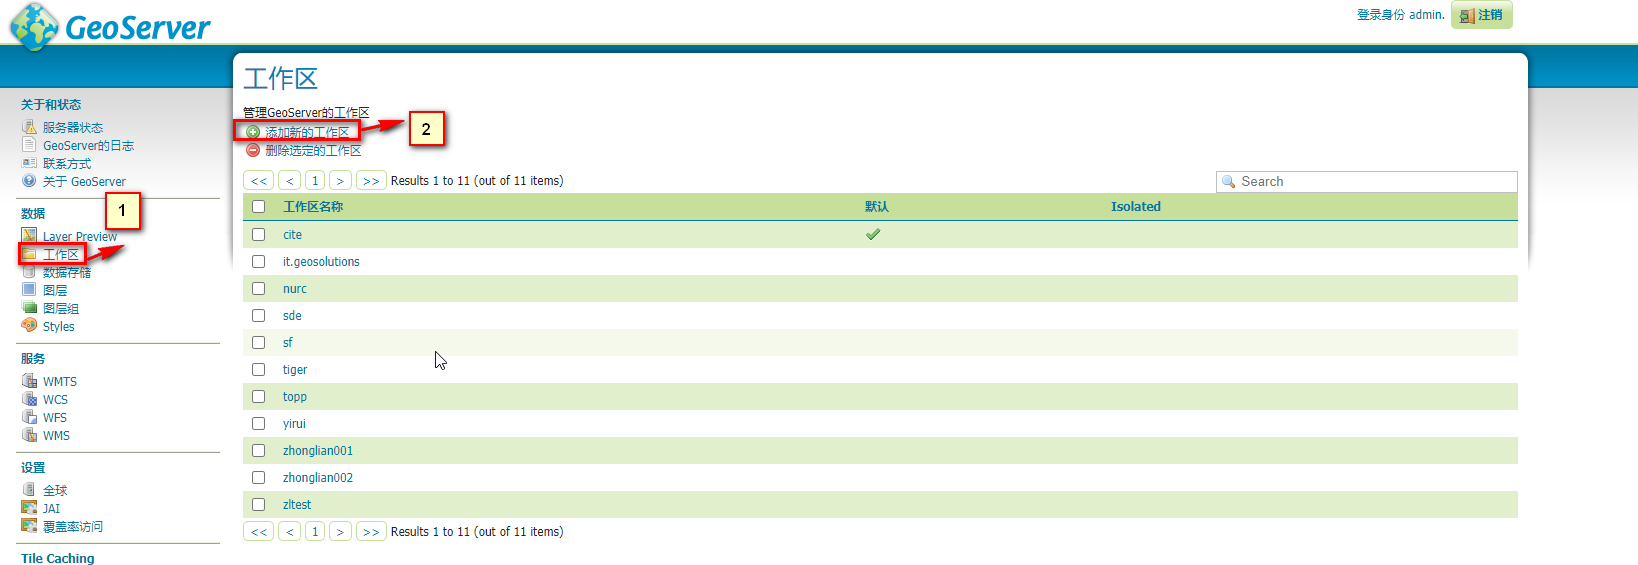 GeoServer
登录身份 admin.
注销
关于和状态
服务器状态
GeoServer的日志
联系方式
关于 GeoServer
数据
1
Layer Preview
工作区
数据存储
图层
图层组
Styles
服务
WMTS
WCS
WFS
WMS
设置
全球
JAI
覆盖率访问
Tile Caching
工作区
管理GeoServer的工作区
添加新的工作区
2
删除选定的工作区
<< < 1 > >> Results 1 to 11 (out of 11 items)
Search
工作区名称 默认 Isolated
cite
it.geosolutions
nurc
sde
sf
tiger
topp
yirui
zhonglian001
zhonglian002
zltest
<< < 1 > >> Results 1 to 11 (out of 11 items)